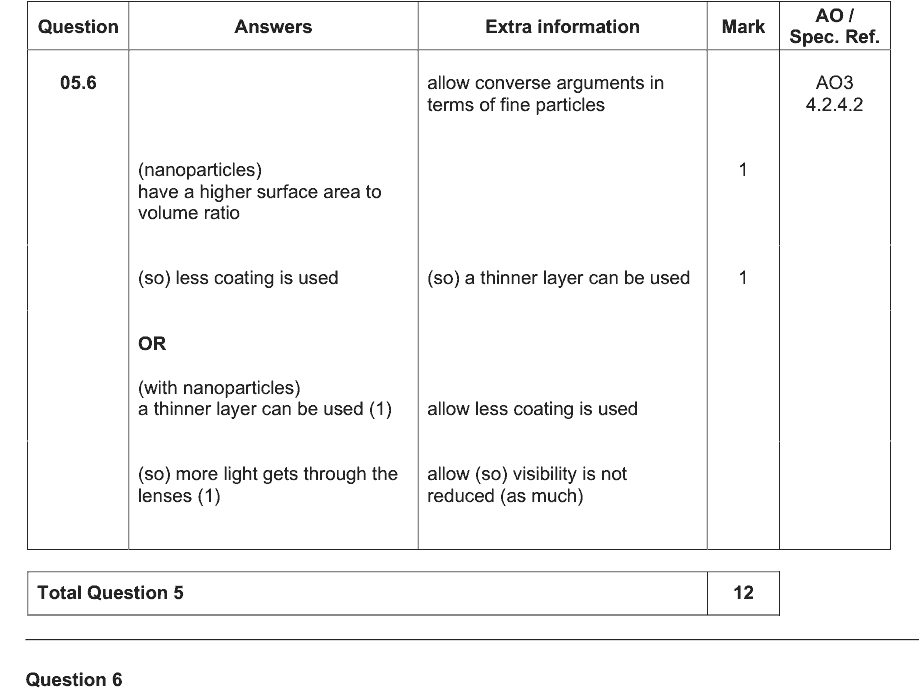 Question Answers Extra information Mark AO /
Spec. Ref.
05.6 allow converse arguments in AO3
terms of fine particles 4.2.4.2
(nanoparticles) 1
have a higher surface area to
volume ratio
(so) less coating is used (so) a thinner layer can be used 1
OR
(with nanoparticles)
a thinner layer can be used (1) allow less coating is used
(so) more light gets through the allow (so) visibility is not
lenses (1) reduced (as much)
Total Question 5 12
Question 6